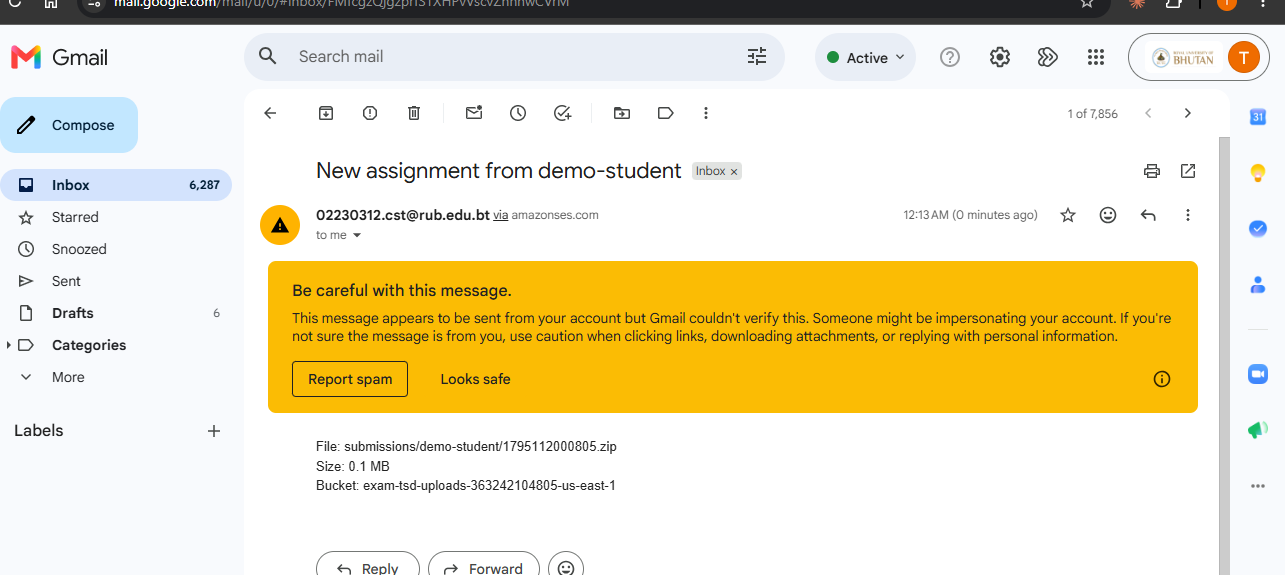 Gmail
Search mail
Active
ROYAL UNIVERSITY OF
BHUTAN
T
Compose
1 of 7,856
Inbox 6,287
Starred
Snoozed
Sent
Drafts 6
Categories
More
Labels
New assignment from demo-student Inbox ×
02230312.cst@rub.edu.bt via amazonses.com 12:13 AM (0 minutes ago)
to me
Be careful with this message.
This message appears to be sent from your account but Gmail couldn't verify this. Someone might be impersonating your account. If you're
not sure the message is from you, use caution when clicking links, downloading attachments, or replying with personal information.
Report spam Looks safe
File: submissions/demo-student/1795112000805.zip
Size: 0.1 MB
Bucket: exam-tsd-uploads-363242104805-us-east-1
Reply Forward
31